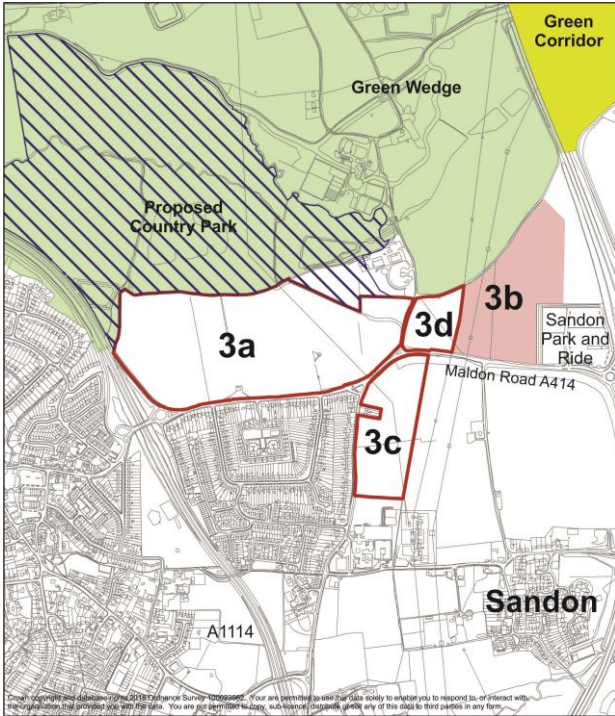 Green
Corridor
Green Wedge
Proposed
Country Park
3b
3d
3a
Sandon
Park and
Ride
Maldon Road A414
3c
Sandon
A1114
Crown copyright and database rights 2018 Ordnance Survey 100023562. You are permitted to use this data solely to enable you to respond to, or interact with,
the organisation that provided you with the data. You are not permitted to copy, sub-licence, distribute or sell any of this data to third parties in any form.